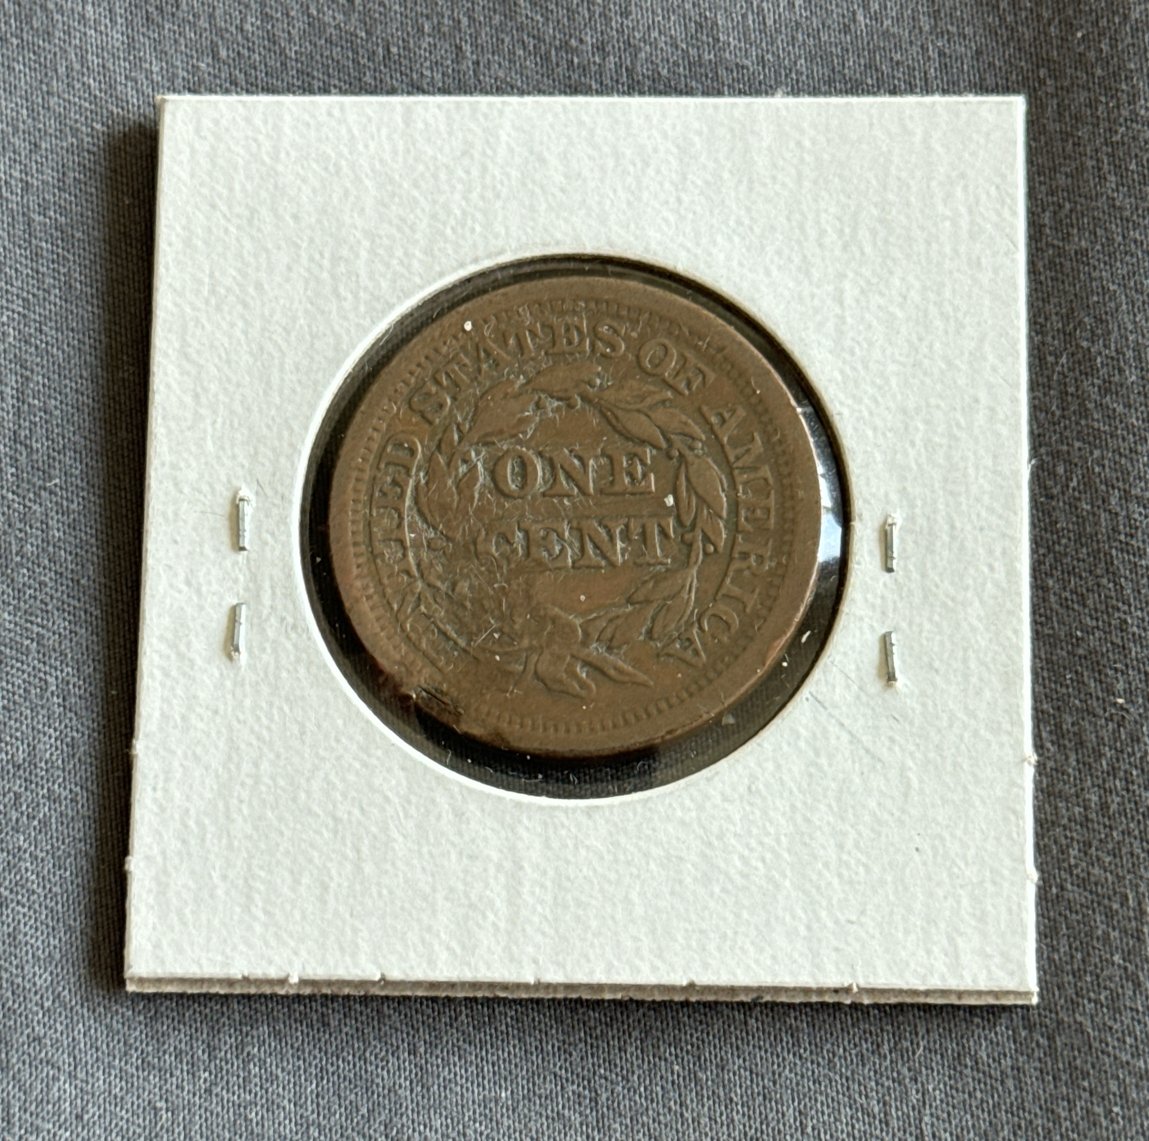 UNITED STATES OF AMERICA
ONE
CENT